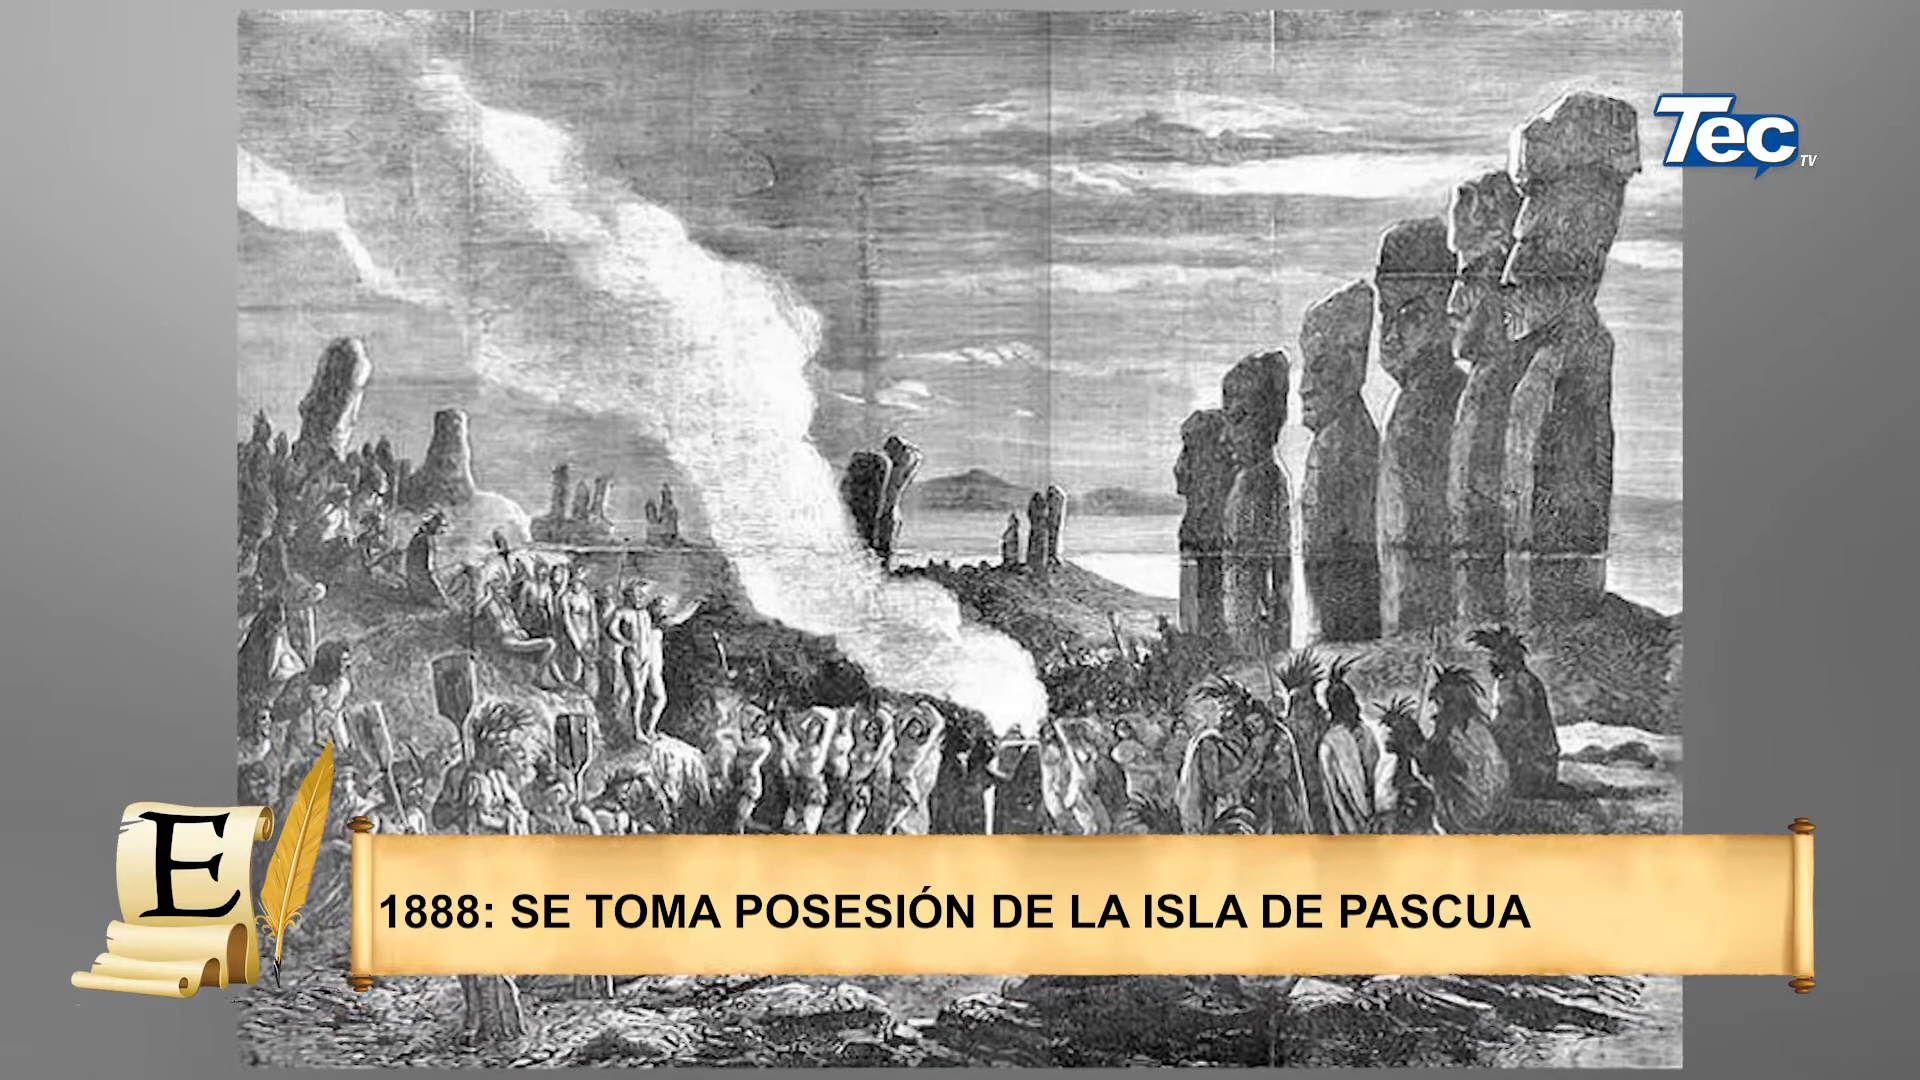 Tec
TV
E
1888: SE TOMA POSESIÓN DE LA ISLA DE PASCUA